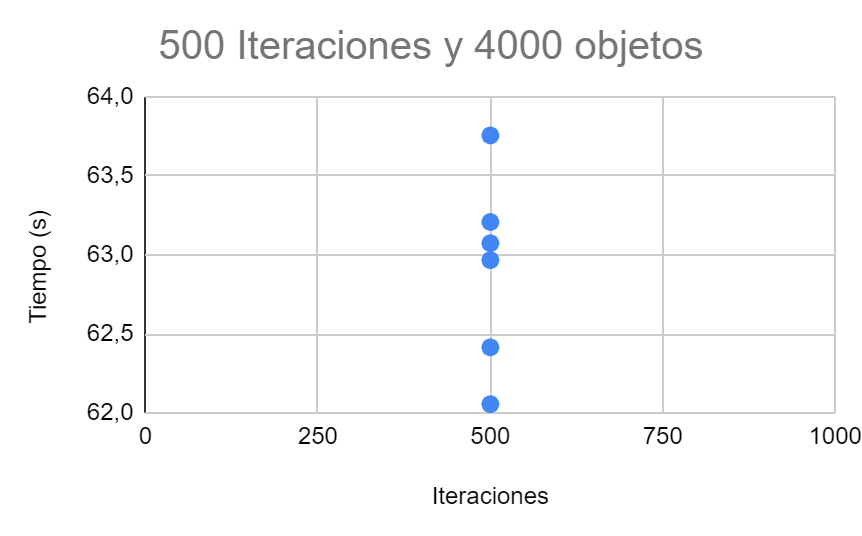 500 Iteraciones y 4000 objetos
64,0
63,5
63,0
62,5
62,0
Tiempo (s)
0 250 500 750 1000
Iteraciones